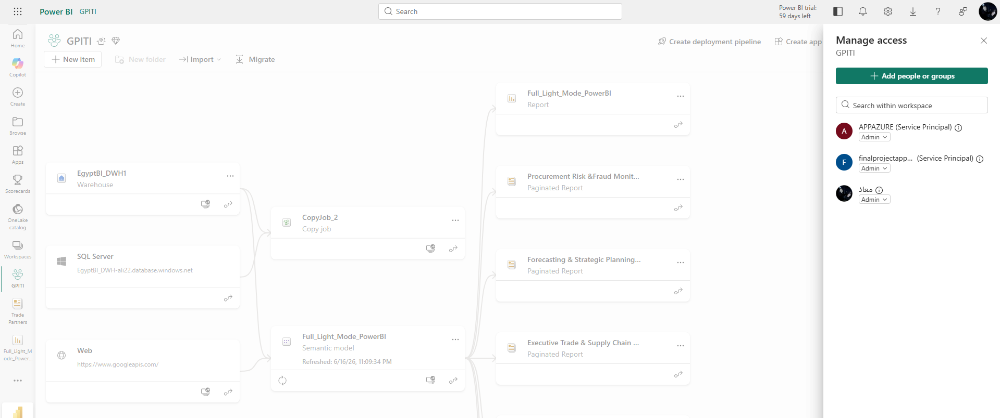 Power BI GPITI
Search
Power BI trial:
59 days left
Home
Copilot
Create
Browse
Apps
Scorecards
OneLake
catalog
Workspaces
GPITI
Trade
Partners
Full_Light_M
ode_Power...
GPITI
Create deployment pipeline
Create app
New item
New folder
Import
Migrate
EgyptBI_DWH1
Warehouse
SQL Server
EgyptBI_DWH-ali22.database.windows.net
Web
https://www.googleapis.com/
CopyJob_2
Copy job
Full_Light_Mode_PowerBI
Semantic model
Refreshed: 6/16/26, 11:09:34 PM
Full_Light_Mode_PowerBI
Report
Procurement Risk &Fraud Monit...
Paginated Report
Forecasting & Strategic Planning...
Paginated Report
Executive Trade & Supply Chain ...
Paginated Report
Manage access
GPITI
Add people or groups
Search within workspace
A
APPAZURE (Service Principal)
Admin
F
finalprojectapp... (Service Principal)
Admin
معاذ
Admin